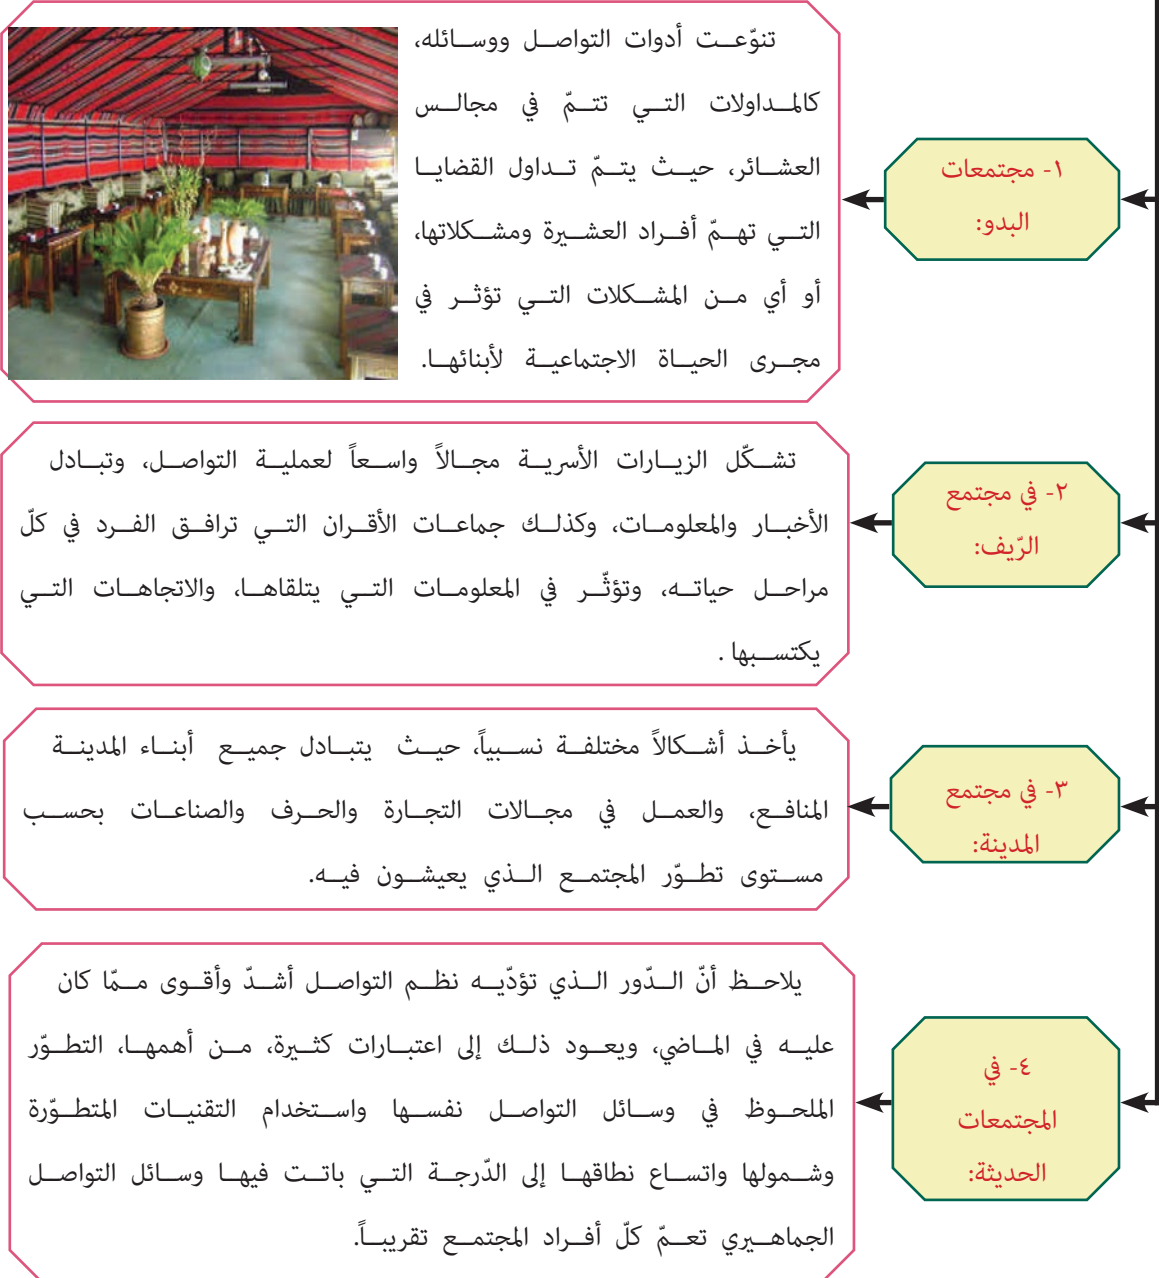 ١- مجتمعات
البدو:
تنوّعت أدوات التواصل ووسائله،
كالمداولات التي تتمّ في مجالس
العشائر، حيث يتمّ تداول القضايا
التي تهمّ أفراد العشيرة ومشكلاتها،
أو أي من المشكلات التي تؤثر في
مجرى الحياة الاجتماعية لأبنائها.
٢- في مجتمع
الرّيف:
تشكّل الزيارات الأسرية مجالاً واسعاً لعملية التواصل، وتبادل
الأخبار والمعلومات، وكذلك جماعات الأقران التي ترافق الفرد في كلّ
مراحل حياته، وتؤثّر في المعلومات التي يتلقاها، والاتجاهات التي
يكتسبها .
٣- في مجتمع
المدينة:
يأخذ أشكالاً مختلفة نسبياً، حيث يتبادل جميع أبناء المدينة
المنافع، والعمل في مجالات التجارة والحرف والصناعات بحسب
مستوى تطوّر المجتمع الذي يعيشون فيه.
٤- في
المجتمعات
الحديثة:
يلاحظ أنّ الدّور الذي تؤدّيه نظم التواصل أشدّ وأقوى ممّا كان
عليه في الماضي، ويعود ذلك إلى اعتبارات كثيرة، من أهمها، التطوّر
الملحوظ في وسائل التواصل نفسها واستخدام التقنيات المتطوّرة
وشمولها واتساع نطاقها إلى الدّرجة التي باتت فيها وسائل التواصل
الجماهيري تعمّ كلّ أفراد المجتمع تقريباً.